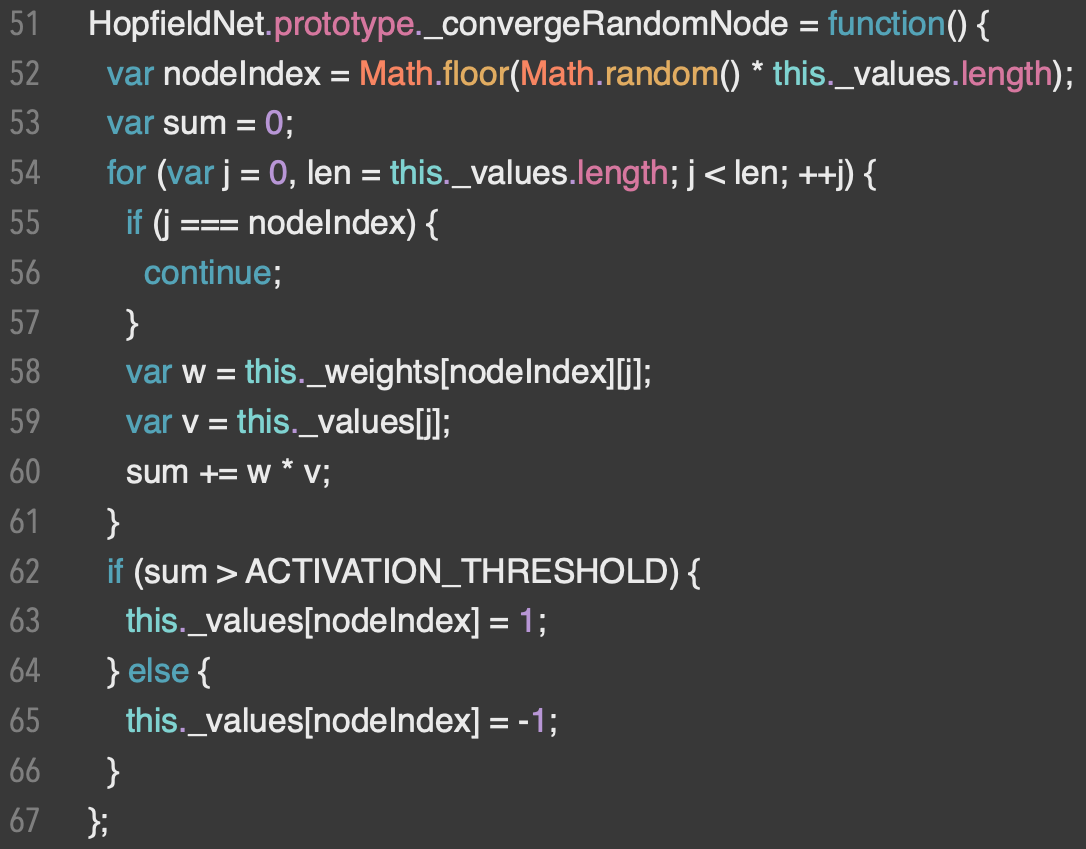 51 HopfieldNet.prototype._convergeRandomNode = function() {
52   var nodeIndex = Math.floor(Math.random() * this._values.length);
53   var sum = 0;
54   for (var j = 0, len = this._values.length; j < len; ++j) {
55     if (j === nodeIndex) {
56       continue;
57     }
58     var w = this._weights[nodeIndex][j];
59     var v = this._values[j];
60     sum += w * v;
61   }
62   if (sum > ACTIVATION_THRESHOLD) {
63     this._values[nodeIndex] = 1;
64   } else {
65     this._values[nodeIndex] = -1;
66   }
67 };